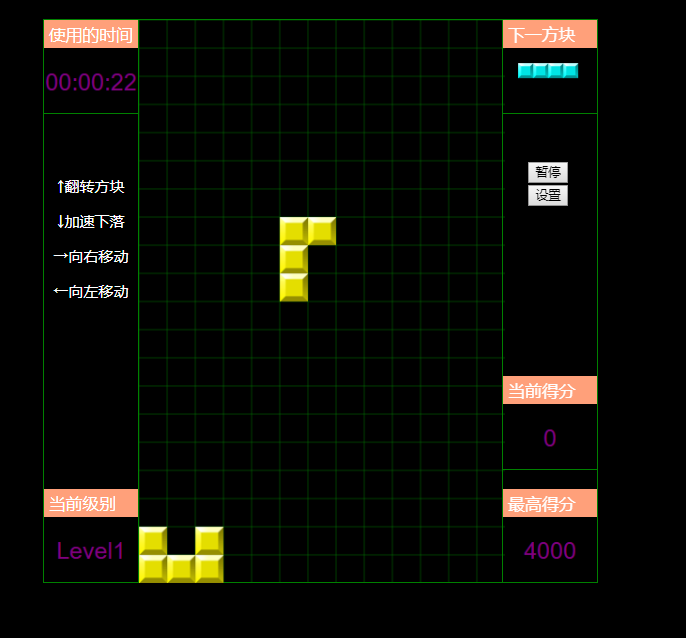 使用的时间
00:00:22
↑翻转方块
↓加速下落
→向右移动
←向左移动
当前级别
Level1
下一方块
暂停
设置
当前得分
0
最高得分
4000